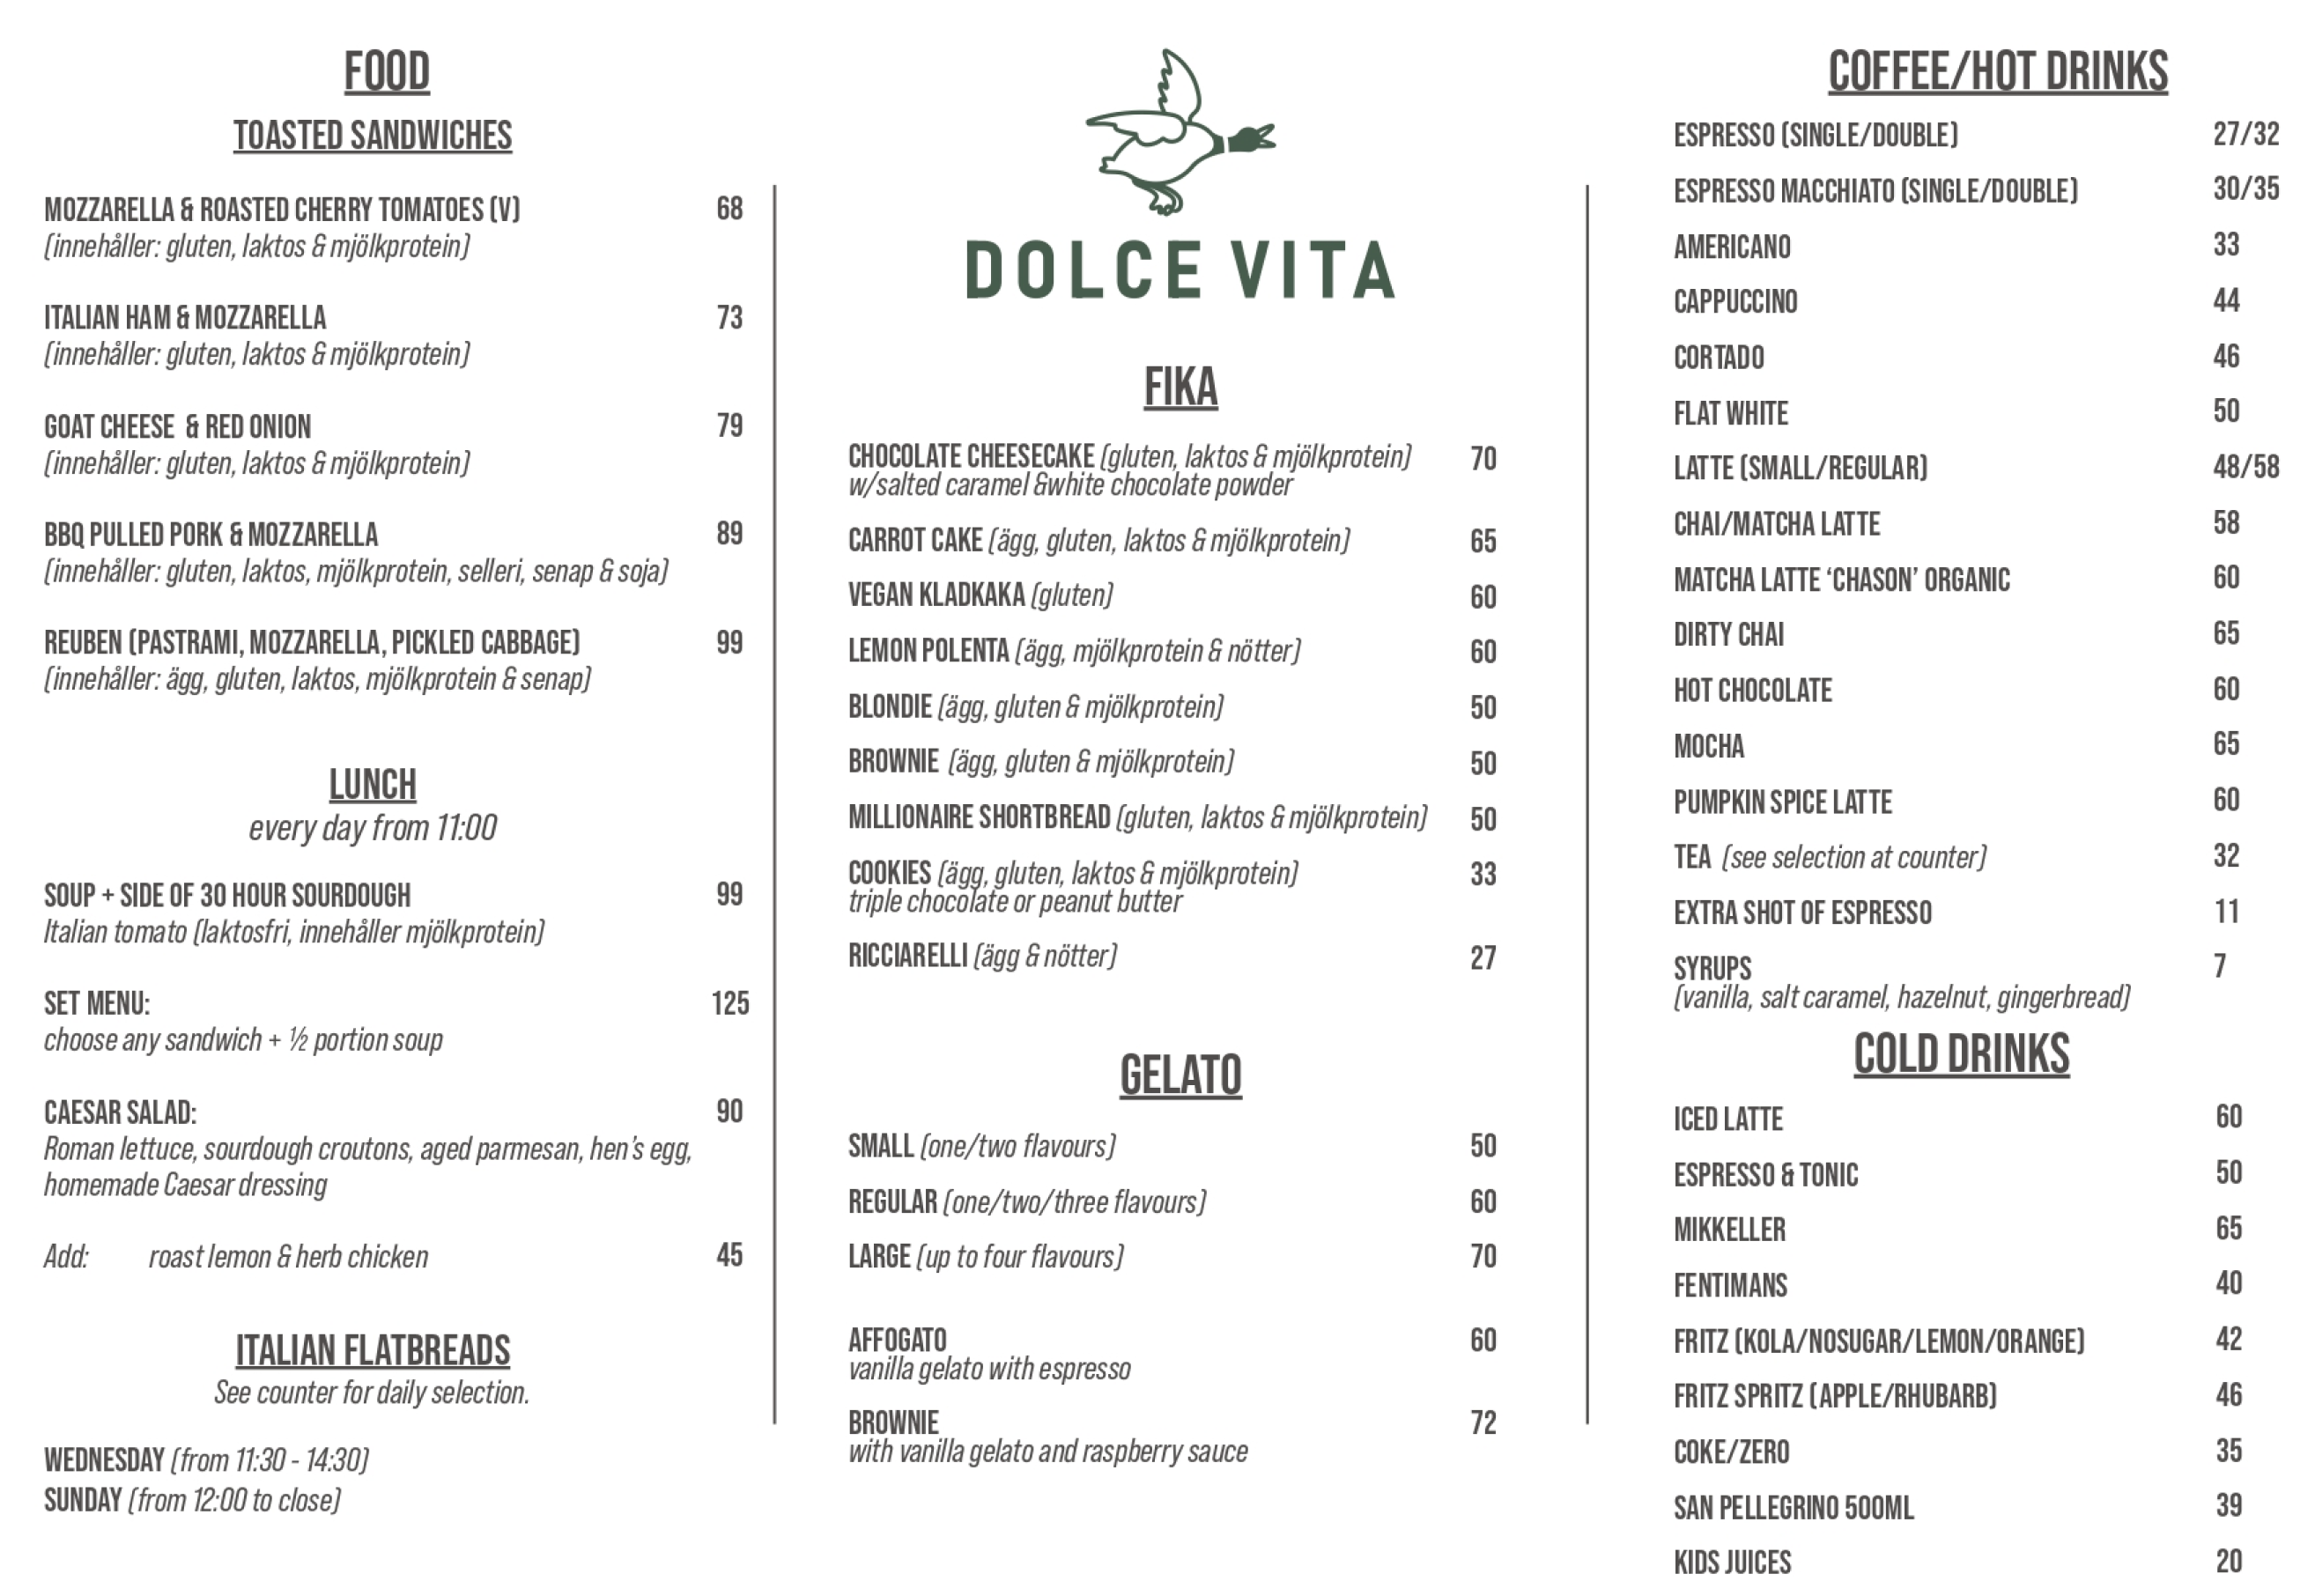 FOOD
TOASTED SANDWICHES
MOZZARELLA & ROASTED CHERRY TOMATOES (V) 68
(innehåller: gluten, laktos & mjölkprotein)
ITALIAN HAM & MOZZARELLA 73
(innehåller: gluten, laktos & mjölkprotein)
GOAT CHEESE & RED ONION 79
(innehåller: gluten, laktos & mjölkprotein)
BBQ PULLED PORK & MOZZARELLA 89
(innehåller: gluten, laktos, mjölkprotein, selleri, senap & soja)
REUBEN (PASTRAMI, MOZZARELLA, PICKLED CABBAGE) 99
(innehåller: ägg, gluten, laktos, mjölkprotein & senap)
LUNCH
every day from 11:00
SOUP + SIDE OF 30 HOUR SOURDOUGH 99
Italian tomato (laktosfri, innehåller mjölkprotein)
SET MENU: 125
choose any sandwich + ½ portion soup
CAESAR SALAD: 90
Roman lettuce, sourdough croutons, aged parmesan, hen's egg,
homemade Caesar dressing
Add: roast lemon & herb chicken 45
ITALIAN FLATBREADS
See counter for daily selection.
WEDNESDAY (from 11:30 - 14:30)
SUNDAY (from 12:00 to close)
DOLCE VITA
FIKA
CHOCOLATE CHEESECAKE (gluten, laktos & mjölkprotein) 70
w/salted caramel &white chocolate powder
CARROT CAKE (ägg, gluten, laktos & mjölkprotein) 65
VEGAN KLADKAKA (gluten) 60
LEMON POLENTA (ägg, mjölkprotein & nötter) 60
BLONDIE (ägg, gluten & mjölkprotein) 50
BROWNIE (ägg, gluten & mjölkprotein) 50
MILLIONAIRE SHORTBREAD (gluten, laktos & mjölkprotein) 50
COOKIES (ägg, gluten, laktos & mjölkprotein) 33
triple chocolate or peanut butter
RICCIARELLI (ägg & nötter) 27
GELATO
SMALL (one/two flavours) 50
REGULAR (one/two/three flavours) 60
LARGE (up to four flavours) 70
AFFOGATO 60
vanilla gelato with espresso
BROWNIE 72
with vanilla gelato and raspberry sauce
COFFEE/HOT DRINKS
ESPRESSO (SINGLE/DOUBLE) 27/32
ESPRESSO MACCHIATO (SINGLE/DOUBLE) 30/35
AMERICANO 33
CAPPUCCINO 44
CORTADO 46
FLAT WHITE 50
LATTE (SMALL/REGULAR) 48/58
CHAI/MATCHA LATTE 58
MATCHA LATTE ‘CHASON’ ORGANIC 60
DIRTY CHAI 65
HOT CHOCOLATE 60
MOCHA 65
PUMPKIN SPICE LATTE 60
TEA (see selection at counter) 32
EXTRA SHOT OF ESPRESSO 11
SYRUPS 7
(vanilla, salt caramel, hazelnut, gingerbread)
COLD DRINKS
ICED LATTE 60
ESPRESSO & TONIC 50
MIKKELLER 65
FENTIMANS 40
FRITZ (KOLA/NOSUGAR/LEMON/ORANGE) 42
FRITZ SPRITZ (APPLE/RHUBARB) 46
COKE/ZERO 35
SAN PELLEGRINO 500ML 39
KIDS JUICES 20